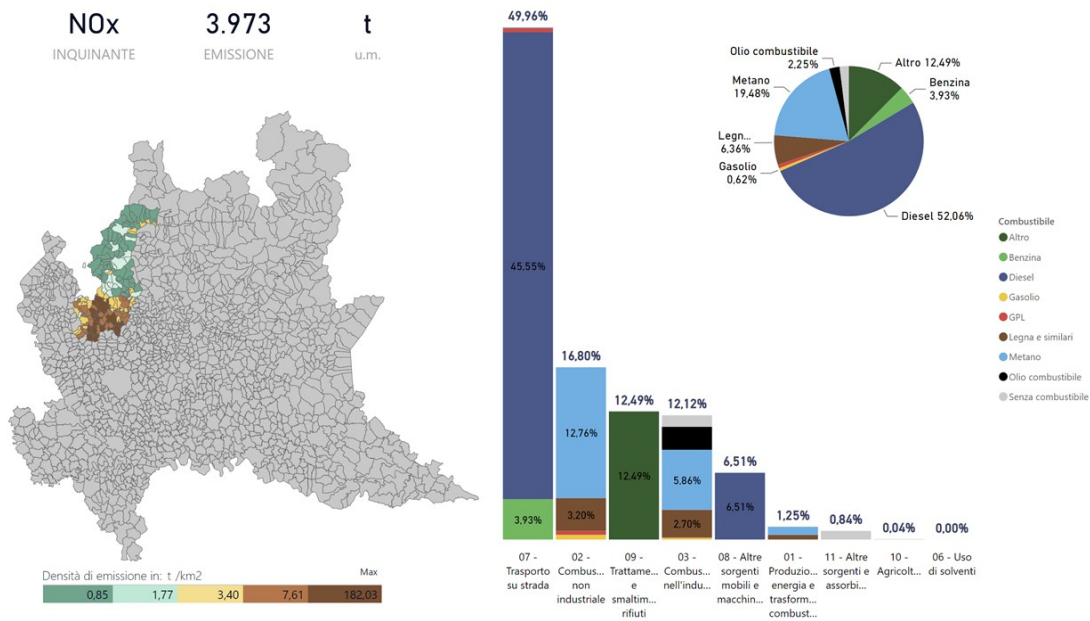 NOx
3.973
t
INQUINANTE
EMISSIONE
u.m.
49,96%
45,55%
3,93%
16,80%
12,76%
3,20%
12,49%
12,49%
12,12%
5,86%
2,70%
6,51%
6,51%
1,25%
0,84%
0,04%
0,00%
07 -
Trasporto
su strada
02 -
Combus...
non
industriale
09 -
Trattame...
e
smaltim...
rifiuti
03 -
Combus...
nell'indu...
08 - Altre
sorgenti
mobili e
macchin...
01 -
Produzio...
energia e
trasform...
combust...
11 - Altre
sorgenti e
assorbi...
10 -
Agricolt...
06 - Uso
di solventi
Olio combustibile
2,25%
Altro 12,49%
Metano
19,48%
Benzina
3,93%
Legn...
6,36%
Gasolio
0,62%
Diesel 52,06%
Combustibile
Altro
Benzina
Diesel
Gasolio
GPL
Legna e similari
Metano
Olio combustibile
Senza combustibile
Densità di emissione in: t /km2
Max
0,85
1,77
3,40
7,61
182,03